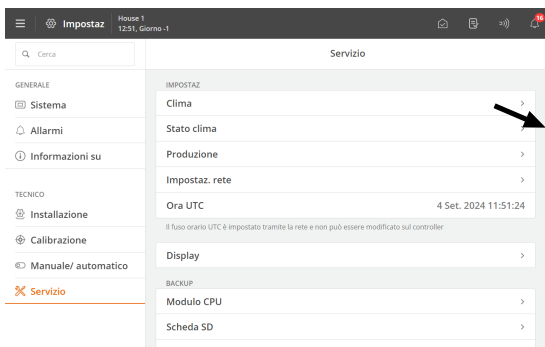 Impostaz
House 1
12:51, Giorno -1
16
Cerca
Servizio
GENERALE
Sistema
Allarmi
Informazioni su
TECNICO
Installazione
Calibrazione
Manuale/ automatico
Servizio
IMPOSTAZ
Clima
Stato clima
Produzione
Impostaz. rete
Ora UTC 4 Set. 2024 11:51:24
Il fuso orario UTC è impostato tramite la rete e non può essere modificato sul controller
Display
BACKUP
Modulo CPU
Scheda SD